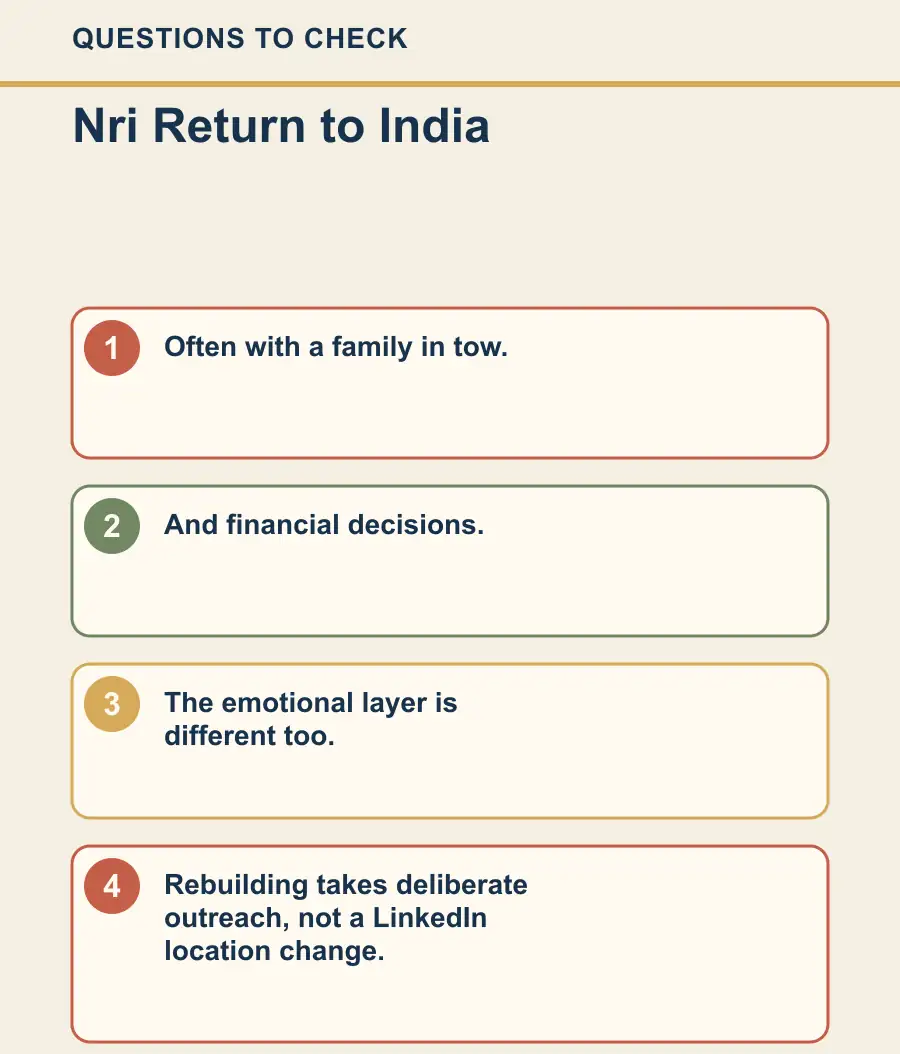 QUESTIONS TO CHECK
Nri Return to India
1
Often with a family in tow.
2
And financial decisions.
3
The emotional layer is
different too.
4
Rebuilding takes deliberate
outreach, not a LinkedIn
location change.